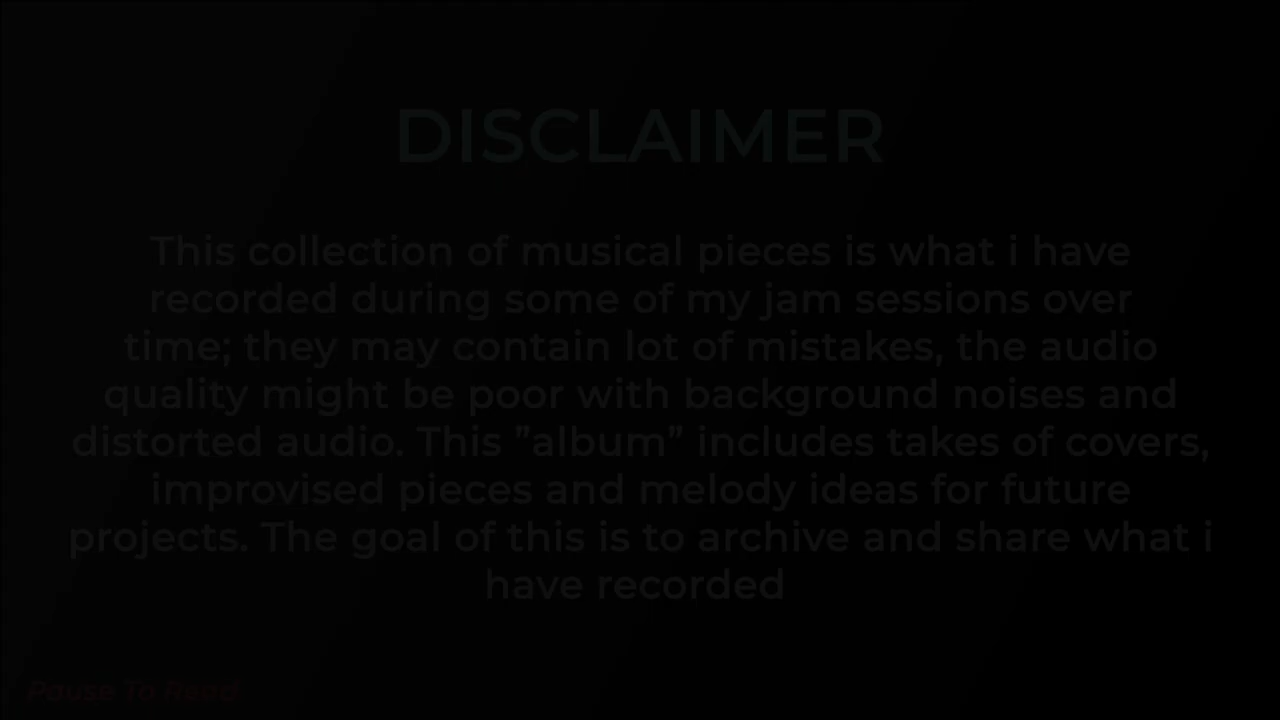 DISCLAIMER
This collection of musical pieces is what i have
recorded during some of my jam sessions over
time; they may contain lot of mistakes, the audio
quality might be poor with background noises and
distorted audio. This ”album” includes takes of covers,
improvised pieces and melody ideas for future
projects. The goal of this is to archive and share what i
have recorded
Pause To Read